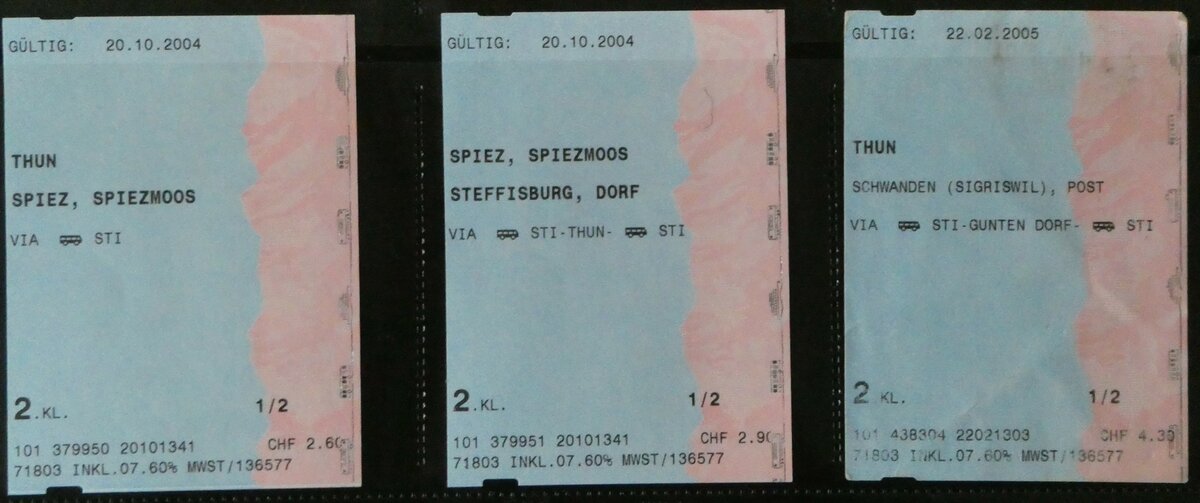 GÜLTIG: 20.10.2004
THUN
SPIEZ, SPIEZMOOS
VIA STI
2.KL. 1/2
101 379950 20101341 CHF 2.60
71803 INKL.07.60% MWST/136577
GÜLTIG: 20.10.2004
SPIEZ, SPIEZMOOS
STEFFISBURG, DORF
VIA STI-THUN- STI
2.KL. 1/2
101 379951 20101341 CHF 2.90
71803 INKL.07.60% MWST/136577
GÜLTIG: 22.02.2005
THUN
SCHWANDEN (SIGRISWIL), POST
VIA STI-GUNTEN DORF- STI
2 KL. 1/2
101 438304 22021303 CHF 4.30
71803 INKL.07.60% MWST/136577